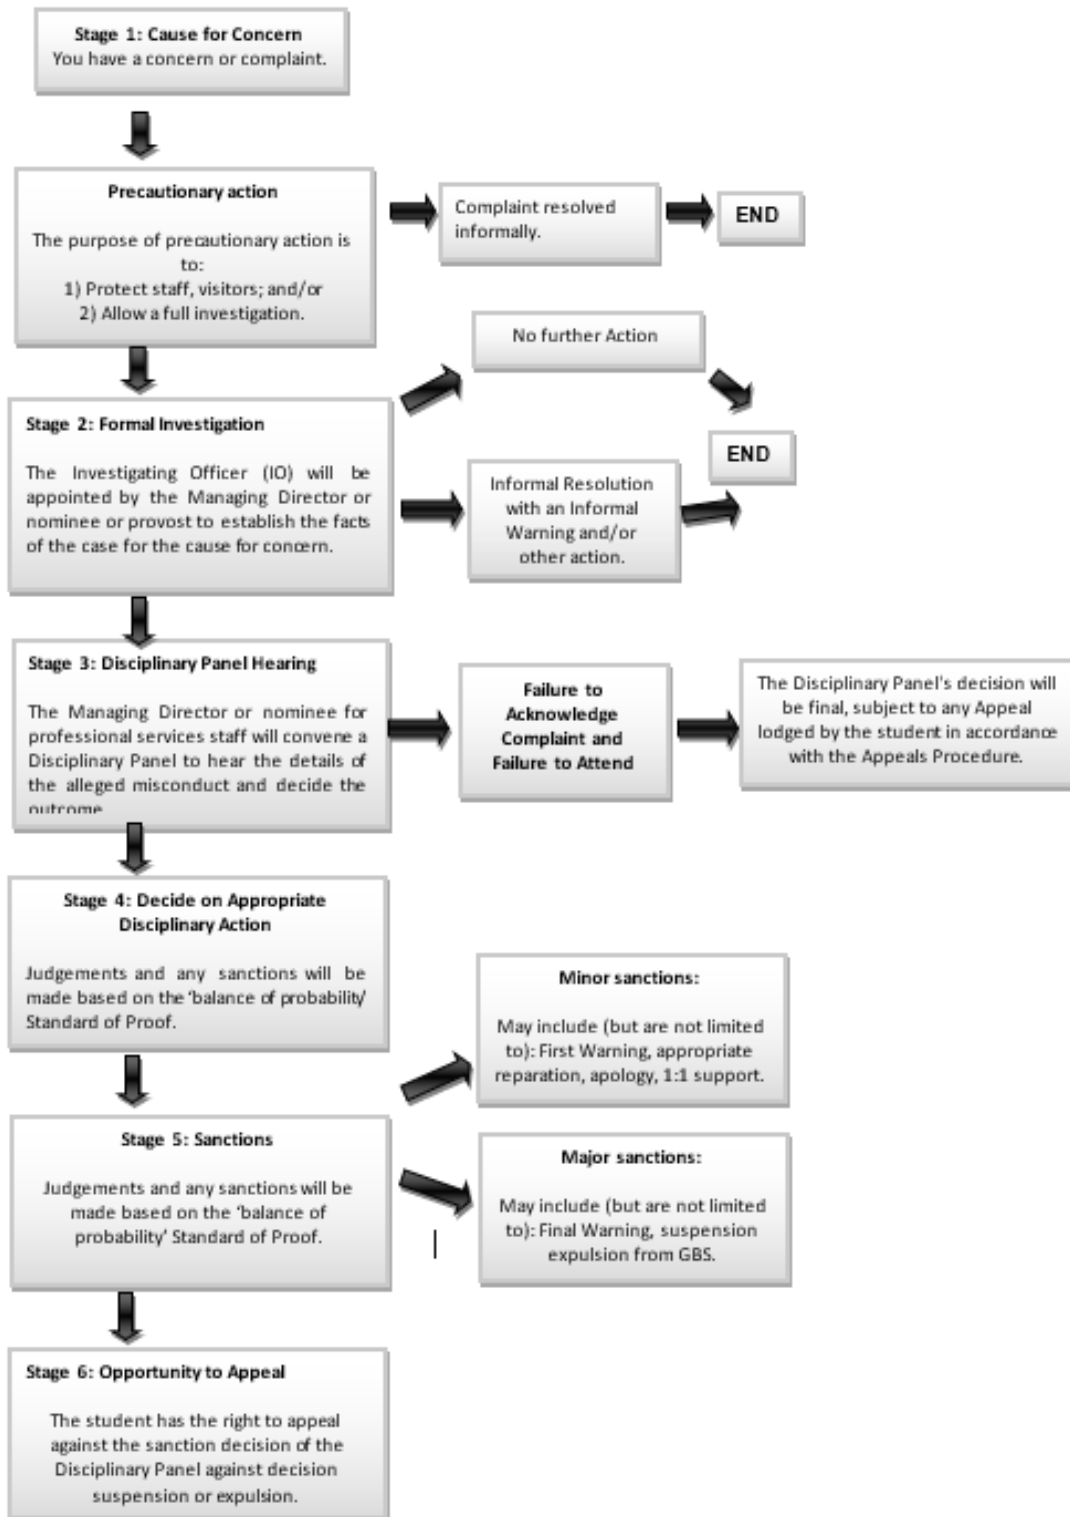 Stage 1: Cause for Concern
You have a concern or complaint.
Precautionary action
The purpose of precautionary action is
to:
1) Protect staff, visitors; and/or
2) Allow a full investigation.
Complaint resolved
informally.
END
No further Action
Stage 2: Formal Investigation
The Investigating Officer (IO) will be
appointed by the Managing Director or
nominee or provost to establish the facts
of the case for the cause for concern.
Informal Resolution
with an Informal
Warning and/or
other action.
END
Stage 3: Disciplinary Panel Hearing
The Managing Director or nominee for
professional services staff will convene a
Disciplinary Panel to hear the details of
the alleged misconduct and decide the
outcome
Failure to
Acknowledge
Complaint and
Failure to Attend
The Disciplinary Panel's decision will
be final, subject to any Appeal
lodged by the student in accordance
with the Appeals Procedure.
Stage 4: Decide on Appropriate
Disciplinary Action
Judgements and any sanctions will be
made based on the ‘balance of probability’
Standard of Proof.
Minor sanctions:
May include (but are not limited
to): First Warning, appropriate
reparation, apology, 1:1 support.
Stage 5: Sanctions
Judgements and any sanctions will be
made based on the ‘balance of
probability’ Standard of Proof.
Major sanctions:
May include (but are not limited
to): Final Warning, suspension
expulsion from GBS.
Stage 6: Opportunity to Appeal
The student has the right to appeal
against the sanction decision of the
Disciplinary Panel against decision
suspension or expulsion.